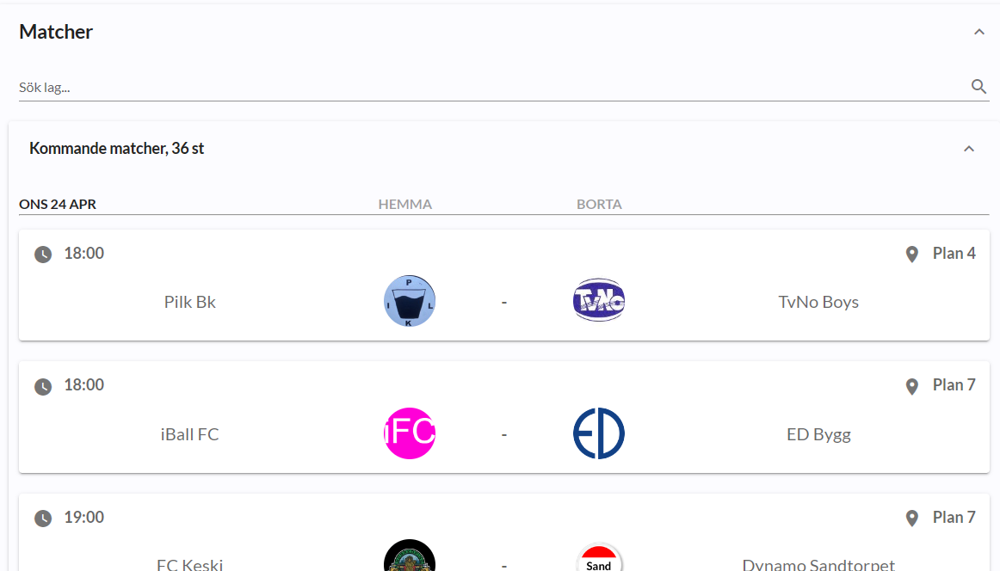 Matcher
Sök lag...
Kommande matcher, 36 st
ONS 24 APR HEMMA BORTA
18:00 Plan 4
Pilk Bk P I L K - TvNo TvNo Boys
18:00 Plan 7
iBall FC iFC - ED ED Bygg
19:00 Plan 7
FC Keski - Sand Dynamo Sandtorpet